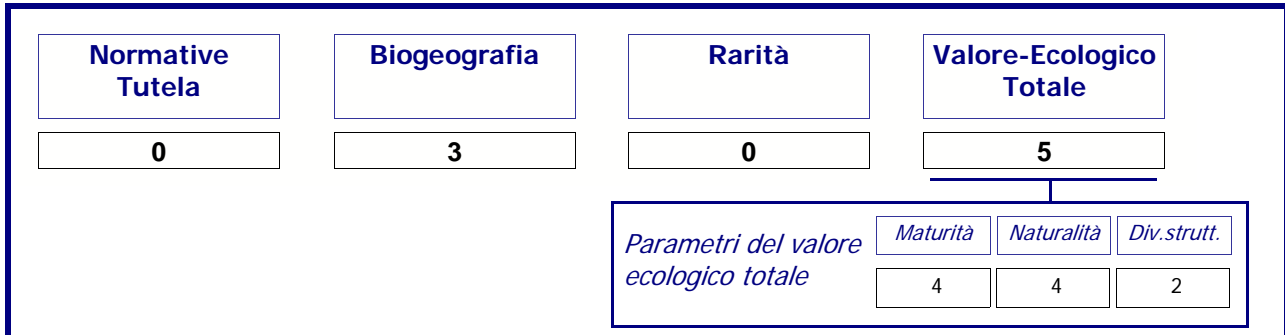 Normative
Tutela
Biogeografia
Rarità
Valore-Ecologico
Totale
0
3
0
5
Parametri del valore
ecologico totale
Maturità
Naturalità
Div.strutt.
4
4
2